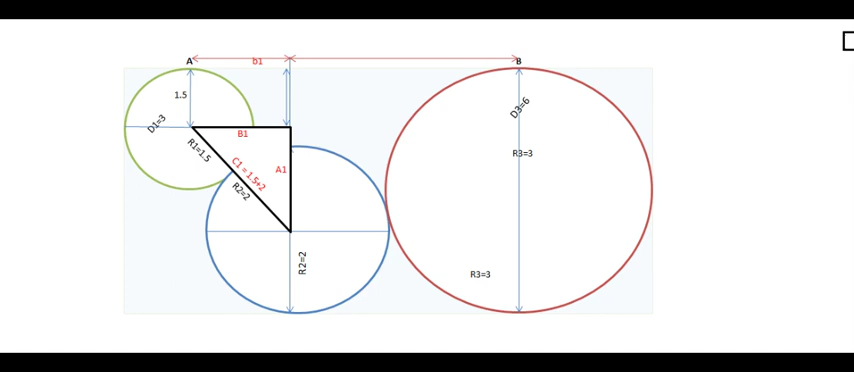 A
b1
B
1.5
D1=3
D3=6
B1
R1=1.5
R3=3
C1 = 1.5+2
A1
R2=2
R2=2
R3=3